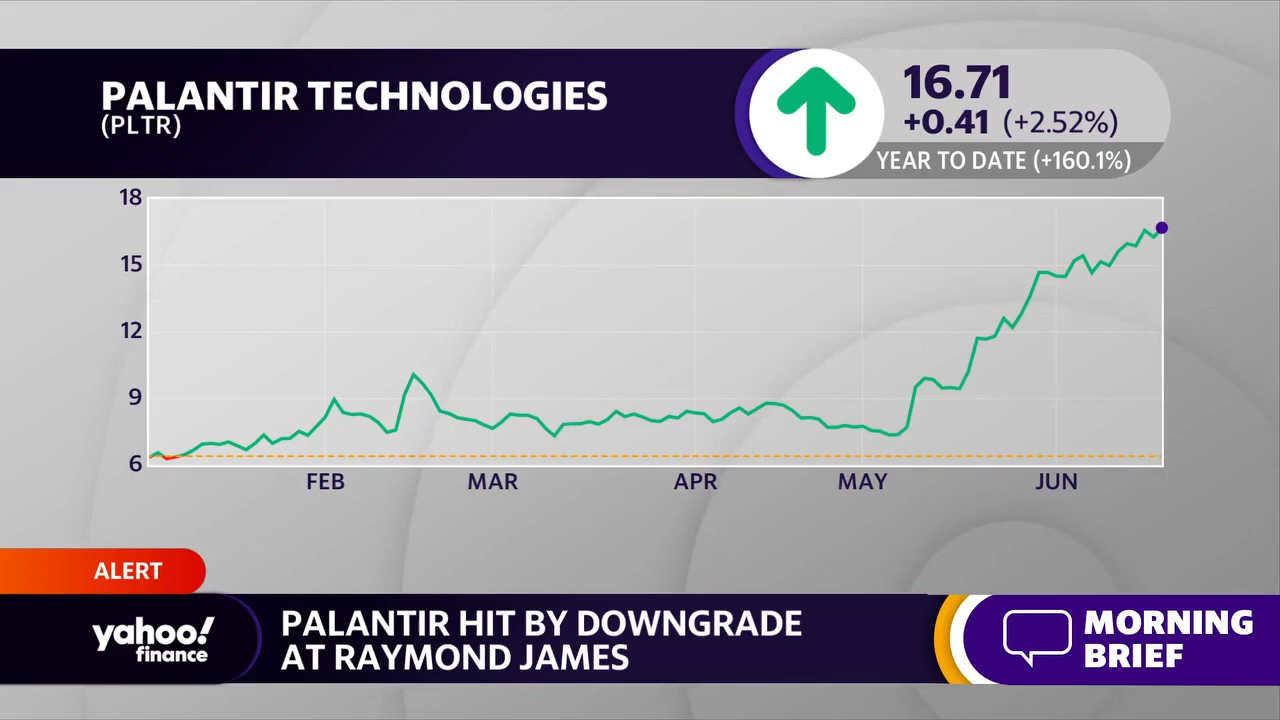 PALANTIR TECHNOLOGIES
(PLTR)
16.71
+0.41 (+2.52%)
YEAR TO DATE (+160.1%)
18
15
12
9
6
FEB MAR APR MAY JUN
ALERT
yahoo!
finance
PALANTIR HIT BY DOWNGRADE
AT RAYMOND JAMES
MORNING
BRIEF